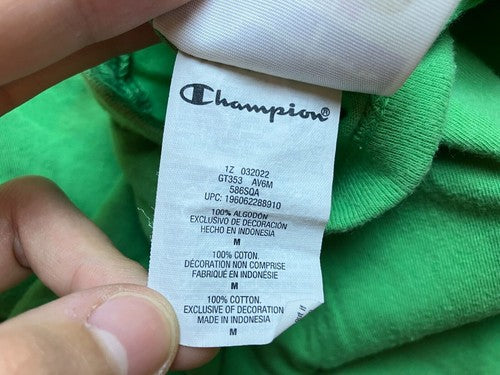 Champion®
1Z 032022
GT353 AV6M
586SQA
UPC: 196062288910
100% ALGODÓN
EXCLUSIVO DE DECORACIÓN
HECHO EN INDONESIA
M
100% COTON.
DÉCORATION NON COMPRISE
FABRIQUÉ EN INDONÉSIE.
M
100% COTTON.
EXCLUSIVE OF DECORATION
MADE IN INDONESIA
M